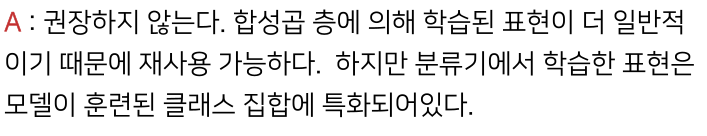 A : 권장하지 않는다. 합성곱 층에 의해 학습된 표현이 더 일반적
이기 때문에 재사용 가능하다.  하지만 분류기에서 학습한 표현은
모델이 훈련된 클래스 집합에 특화되어있다.